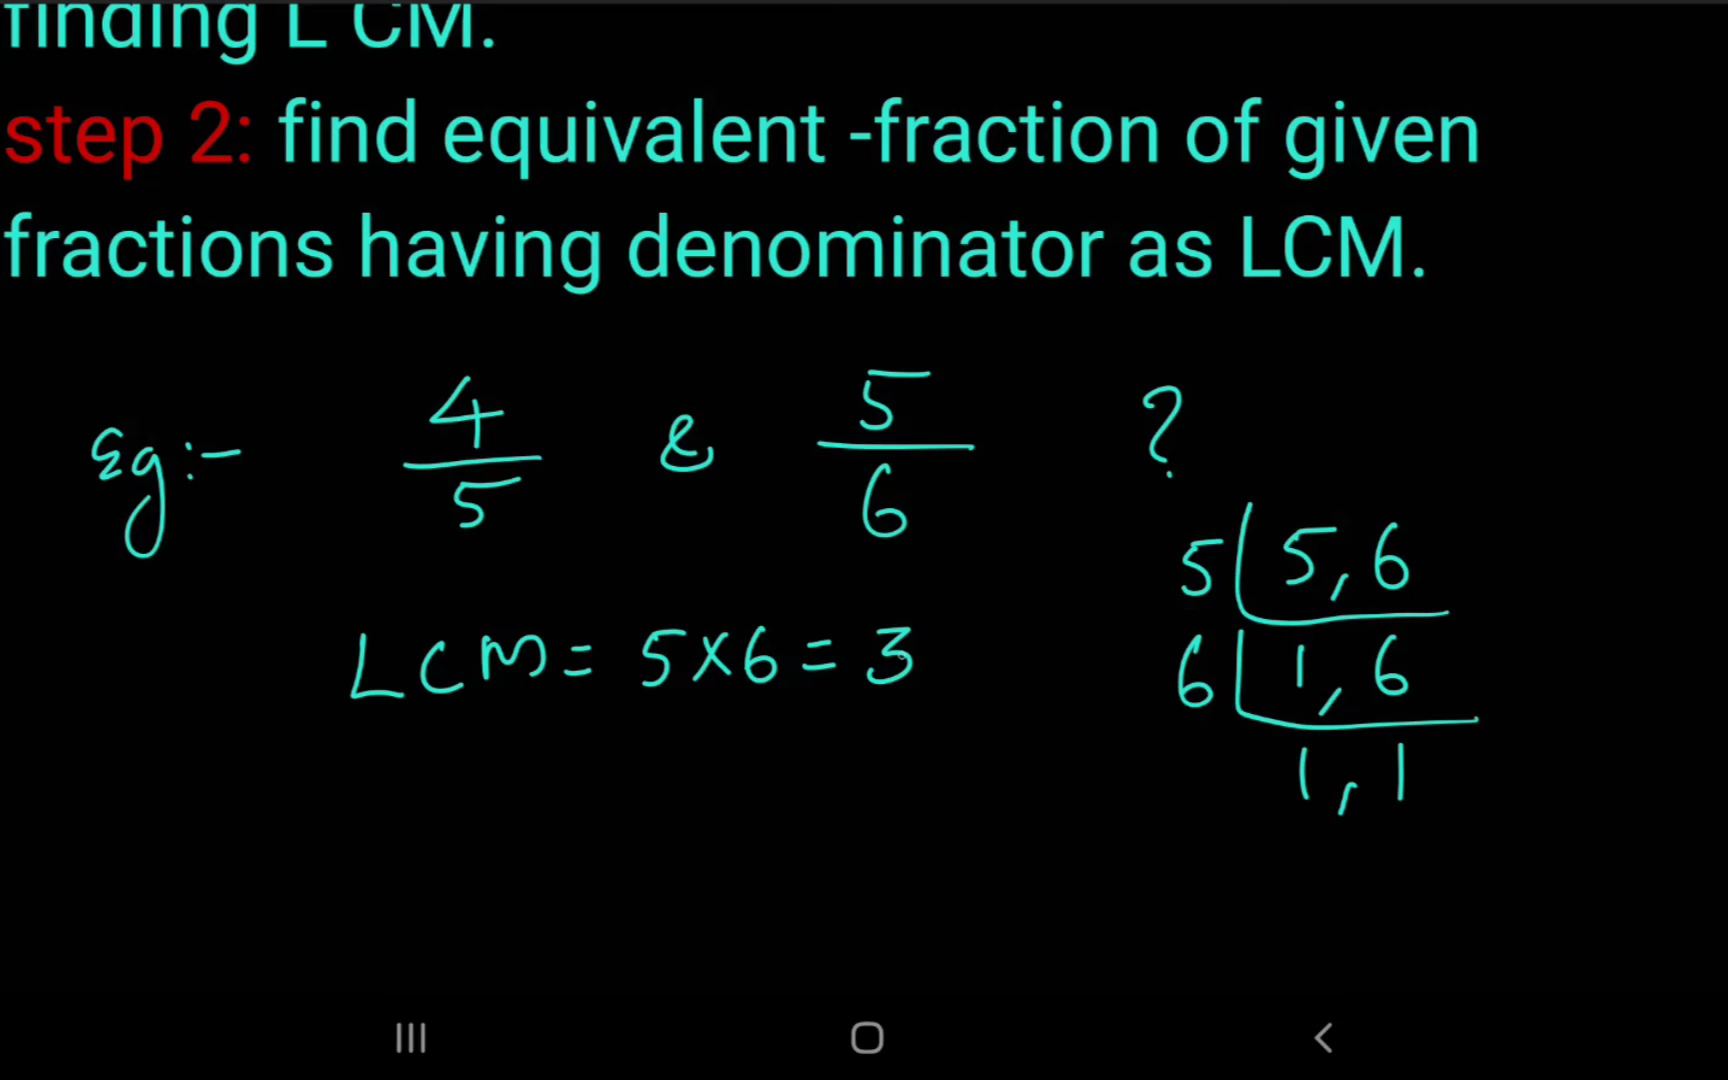 finding L CM.
step 2: find equivalent -fraction of given
fractions having denominator as LCM.
Eg:- 4/5 & 5/6 ?
5 | 5, 6
LCM = 5×6 = 3
6 | 1, 6
1, 1